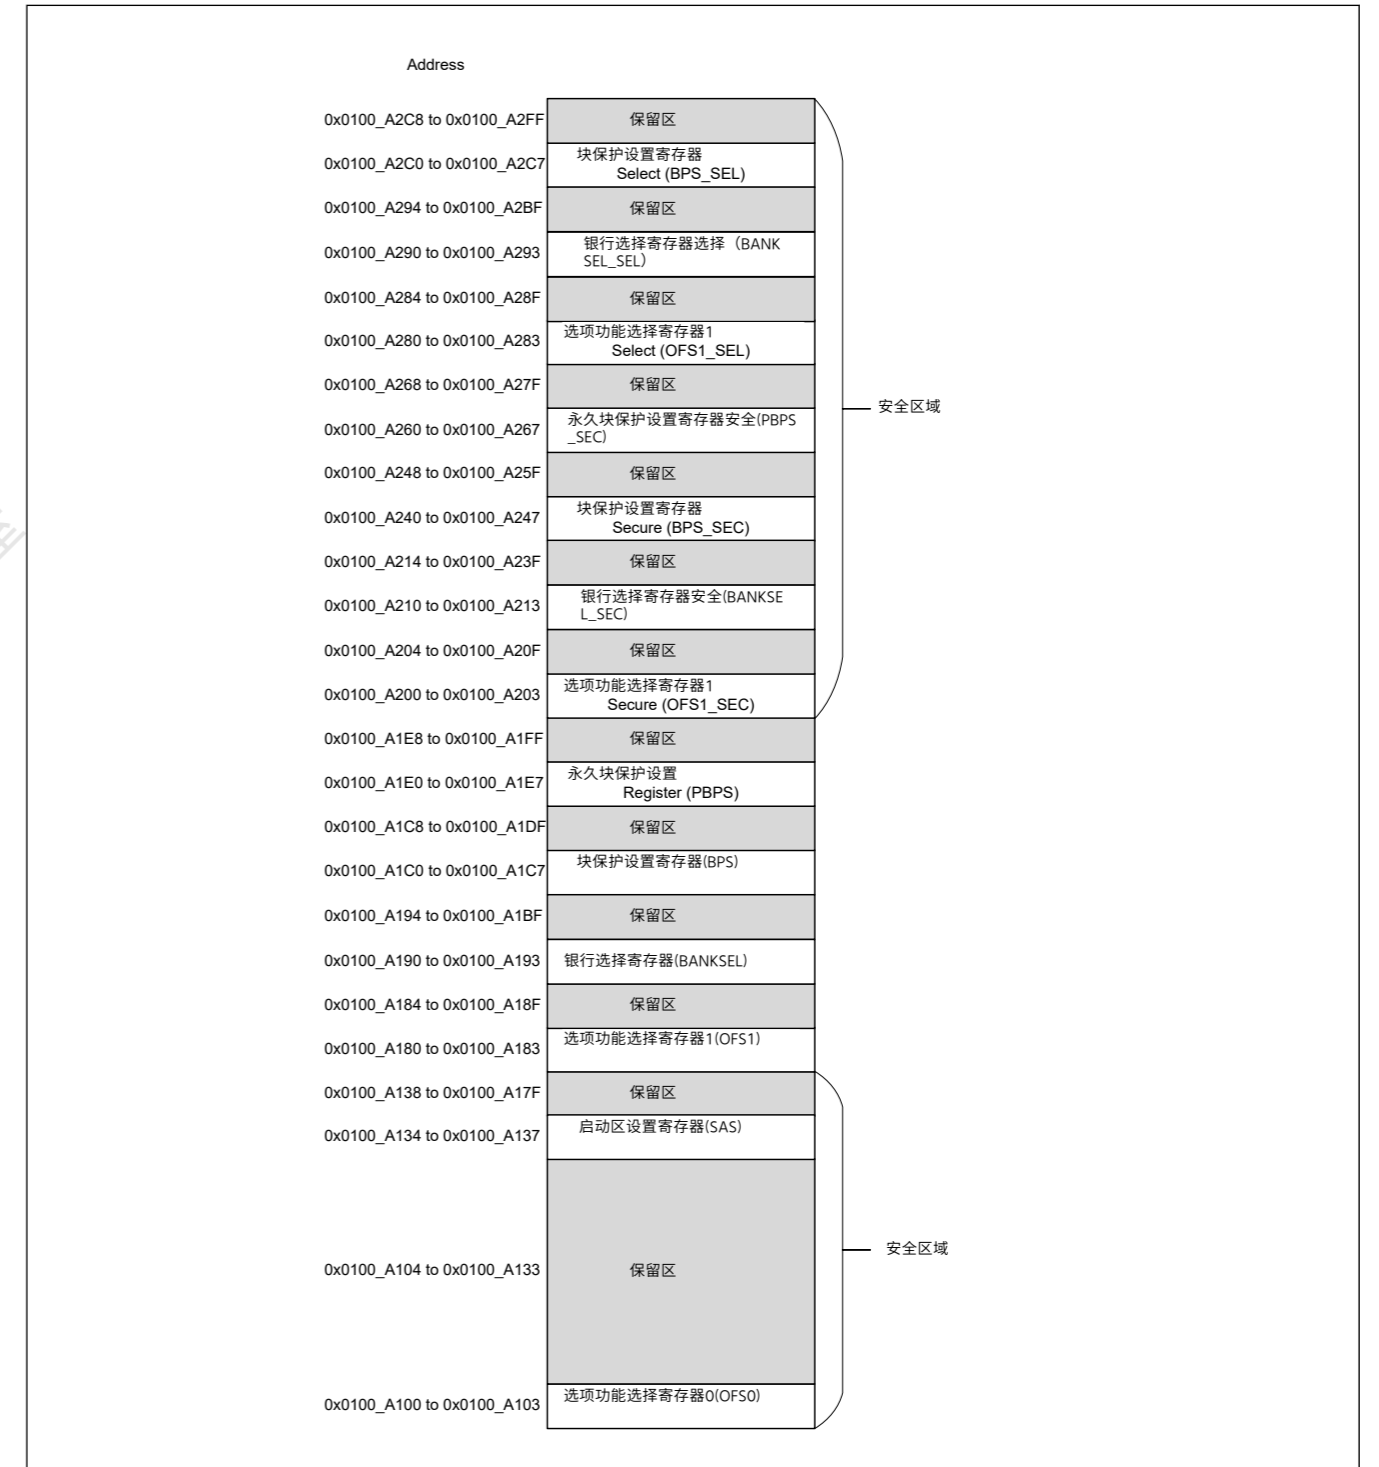 Address
0x0100_A2C8 to 0x0100_A2FF 保留区
0x0100_A2C0 to 0x0100_A2C7 块保护设置寄存器
Select (BPS_SEL)
0x0100_A294 to 0x0100_A2BF 保留区
0x0100_A290 to 0x0100_A293 银行选择寄存器选择（BANK
SEL_SEL）
0x0100_A284 to 0x0100_A28F 保留区
0x0100_A280 to 0x0100_A283 选项功能选择寄存器1
Select (OFS1_SEL)
0x0100_A268 to 0x0100_A27F 保留区
安全区域
0x0100_A260 to 0x0100_A267 永久块保护设置寄存器安全(PBPS
_SEC)
0x0100_A248 to 0x0100_A25F 保留区
0x0100_A240 to 0x0100_A247 块保护设置寄存器
Secure (BPS_SEC)
0x0100_A214 to 0x0100_A23F 保留区
0x0100_A210 to 0x0100_A213 银行选择寄存器安全(BANKSE
L_SEC)
0x0100_A204 to 0x0100_A20F 保留区
0x0100_A200 to 0x0100_A203 选项功能选择寄存器1
Secure (OFS1_SEC)
0x0100_A1E8 to 0x0100_A1FF 保留区
0x0100_A1E0 to 0x0100_A1E7 永久块保护设置
Register (PBPS)
0x0100_A1C8 to 0x0100_A1DF 保留区
0x0100_A1C0 to 0x0100_A1C7 块保护设置寄存器(BPS)
0x0100_A194 to 0x0100_A1BF 保留区
0x0100_A190 to 0x0100_A193 银行选择寄存器(BANKSEL)
0x0100_A184 to 0x0100_A18F 保留区
0x0100_A180 to 0x0100_A183 选项功能选择寄存器1(OFS1)
0x0100_A138 to 0x0100_A17F 保留区
0x0100_A134 to 0x0100_A137 启动区设置寄存器(SAS)
安全区域
0x0100_A104 to 0x0100_A133 保留区
0x0100_A100 to 0x0100_A103 选项功能选择寄存器0(OFS0)